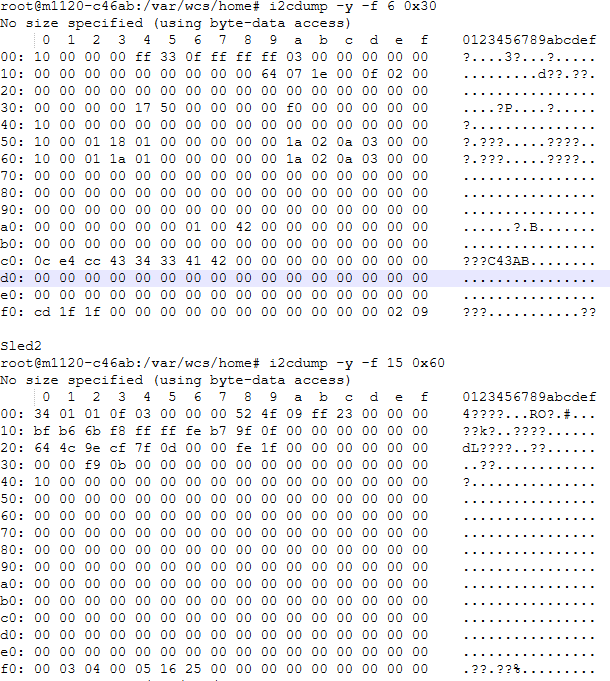 root@m1120-c46ab:/var/wcs/home# i2cdump -y -f 6 0x30
No size specified (using byte-data access)
     0  1  2  3  4  5  6  7  8  9  a  b  c  d  e  f    0123456789abcdef
00: 10 00 00 00 ff 33 0f ff ff ff 03 00 00 00 00 00    ?....3?...?.....
10: 00 00 00 00 00 00 00 00 00 64 07 1e 00 0f 02 00    .........d??.??.
20: 00 00 00 00 00 00 00 00 00 00 00 00 00 00 00 00    ................
30: 00 00 00 00 17 50 00 00 00 00 f0 00 00 00 00 00    ....?P....?.....
40: 10 00 00 00 00 00 00 00 00 00 00 00 00 00 00 00    ?...............
50: 10 00 01 18 01 00 00 00 00 00 1a 02 0a 03 00 00    ?.???.....????..
60: 10 00 01 1a 01 00 00 00 00 00 1a 02 0a 03 00 00    ?.???.....????..
70: 00 00 00 00 00 00 00 00 00 00 00 00 00 00 00 00    ................
80: 00 00 00 00 00 00 00 00 00 00 00 00 00 00 00 00    ................
90: 00 00 00 00 00 00 00 00 00 00 00 00 00 00 00 00    ................
a0: 00 00 00 00 00 00 01 00 42 00 00 00 00 00 00 00    ......?.B.......
b0: 00 00 00 00 00 00 00 00 00 00 00 00 00 00 00 00    ................
c0: 0c e4 cc 43 34 33 41 42 00 00 00 00 00 00 00 00    ???C43AB........
d0: 00 00 00 00 00 00 00 00 00 00 00 00 00 00 00 00    ................
e0: 00 00 00 00 00 00 00 00 00 00 00 00 00 00 00 00    ................
f0: cd 1f 1f 00 00 00 00 00 00 00 00 00 00 00 02 09    ???...........??
Sled2
root@m1120-c46ab:/var/wcs/home# i2cdump -y -f 15 0x60
No size specified (using byte-data access)
     0  1  2  3  4  5  6  7  8  9  a  b  c  d  e  f    0123456789abcdef
00: 34 01 01 0f 03 00 00 00 52 4f 09 ff 23 00 00 00    4????...RO?.#...
10: bf b6 6b f8 ff ff fe b7 9f 0f 00 00 00 00 00 00    ??k?..????......
20: 64 4c 9e cf 7f 0d 00 00 fe 1f 00 00 00 00 00 00    dL????..??......
30: 00 00 f9 0b 00 00 00 00 00 00 00 00 00 00 00 00    ..??............
40: 10 00 00 00 00 00 00 00 00 00 00 00 00 00 00 00    ?...............
50: 00 00 00 00 00 00 00 00 00 00 00 00 00 00 00 00    ................
60: 00 00 00 00 00 00 00 00 00 00 00 00 00 00 00 00    ................
70: 00 00 00 00 00 00 00 00 00 00 00 00 00 00 00 00    ................
80: 00 00 00 00 00 00 00 00 00 00 00 00 00 00 00 00    ................
90: 00 00 00 00 00 00 00 00 00 00 00 00 00 00 00 00    ................
a0: 00 00 00 00 00 00 00 00 00 00 00 00 00 00 00 00    ................
b0: 00 00 00 00 00 00 00 00 00 00 00 00 00 00 00 00    ................
c0: 00 00 00 00 00 00 00 00 00 00 00 00 00 00 00 00    ................
d0: 00 00 00 00 00 00 00 00 00 00 00 00 00 00 00 00    ................
e0: 00 00 00 00 00 00 00 00 00 00 00 00 00 00 00 00    ................
f0: 00 03 04 00 05 16 25 00 00 00 00 00 00 00 00 00    .??.??%.........